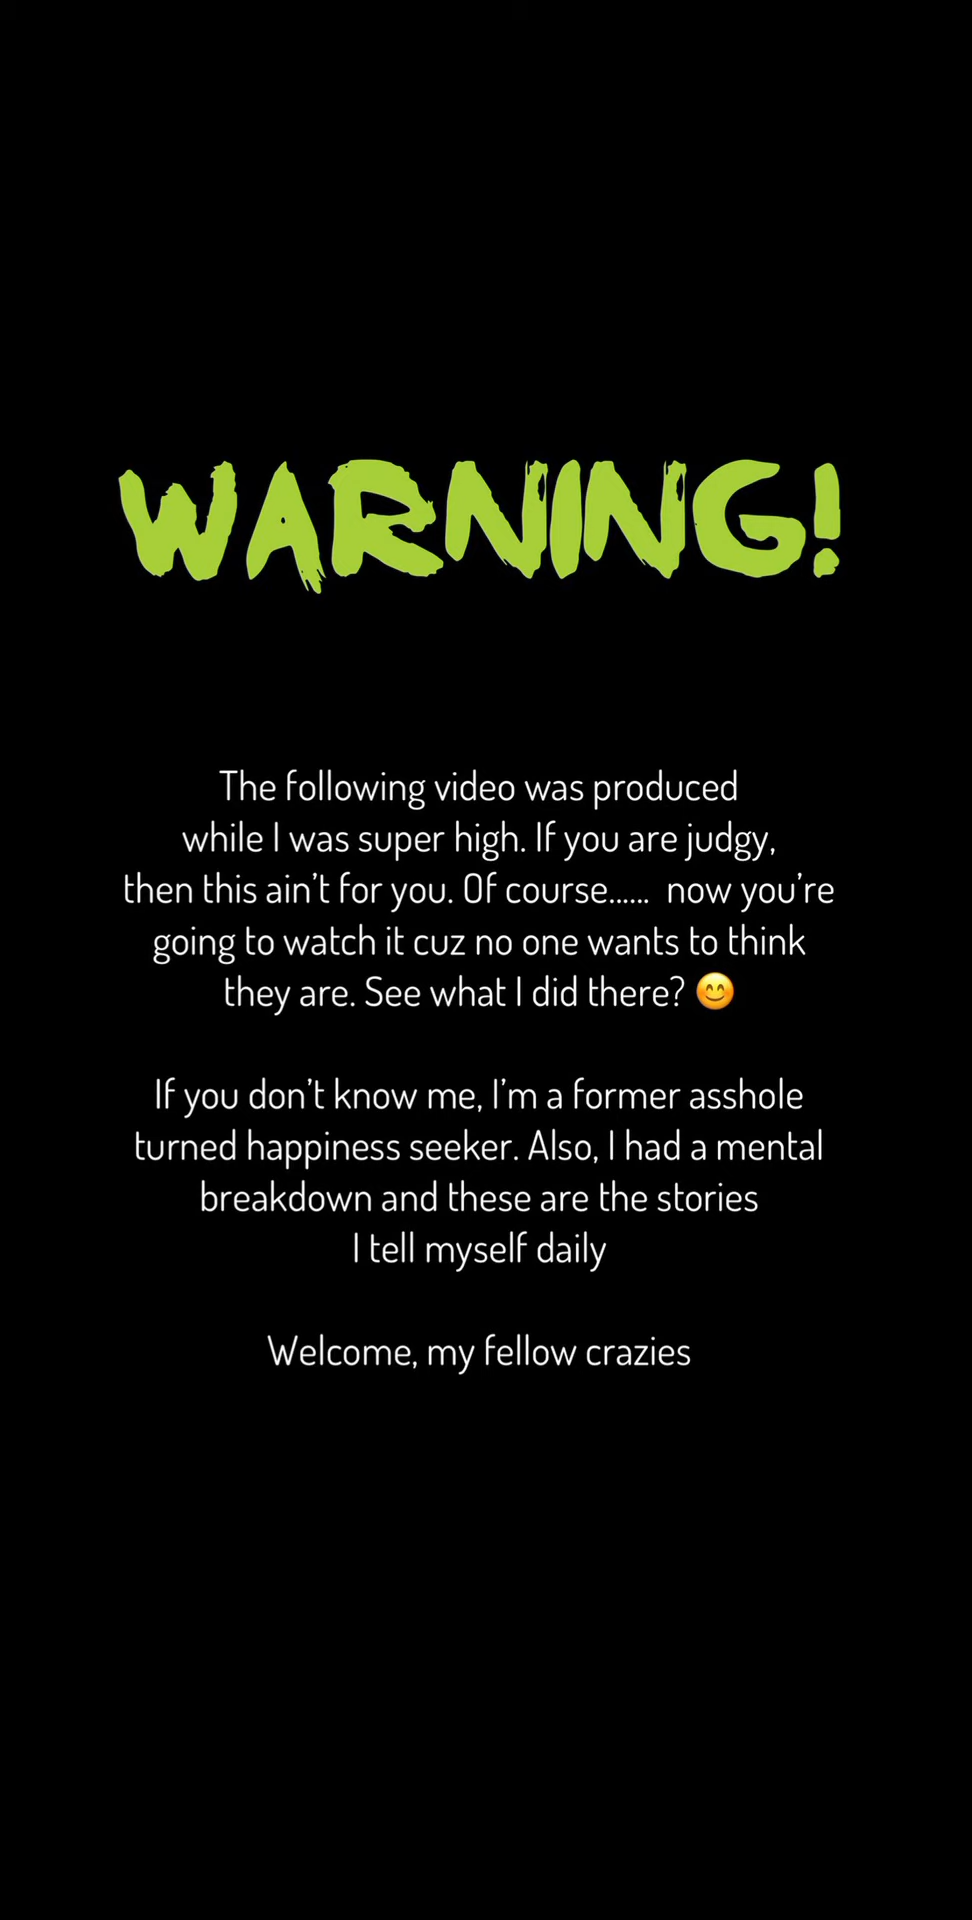 WARNING!
The following video was produced
while I was super high. If you are judgy,
then this ain’t for you. Of course...... now you’re
going to watch it cuz no one wants to think
they are. See what I did there? 😊
If you don’t know me, I’m a former asshole
turned happiness seeker. Also, I had a mental
breakdown and these are the stories
I tell myself daily
Welcome, my fellow crazies